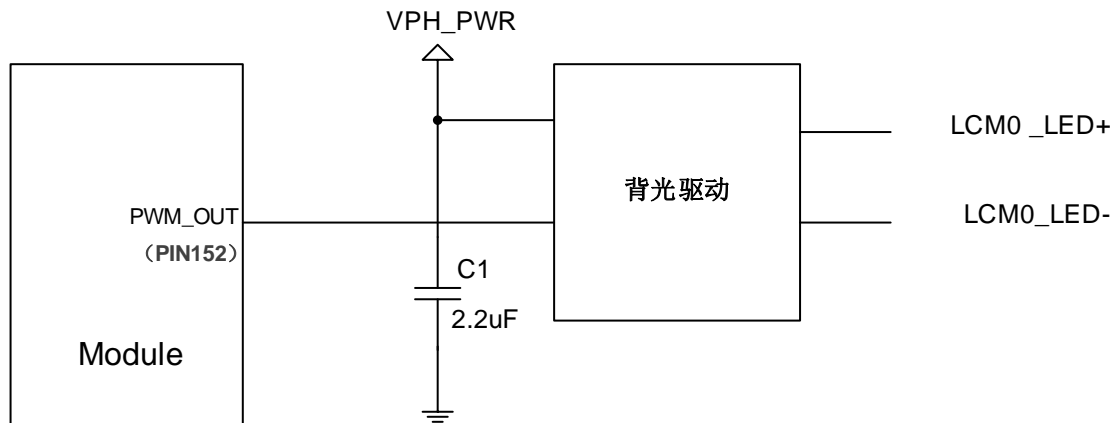 VPH_PWR
LCM0 _LED+
背光驱动
PWM_OUT
LCM0_LED-
（PIN152）
C1
2.2uF
Module